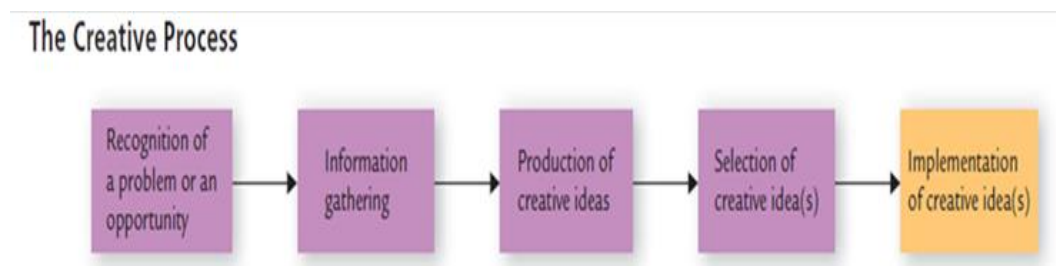 The Creative Process
Recognition of
a problem or an
opportunity
Information
gathering
Production of
creative ideas
Selection of
creative idea(s)
Implementation
of creative idea(s)